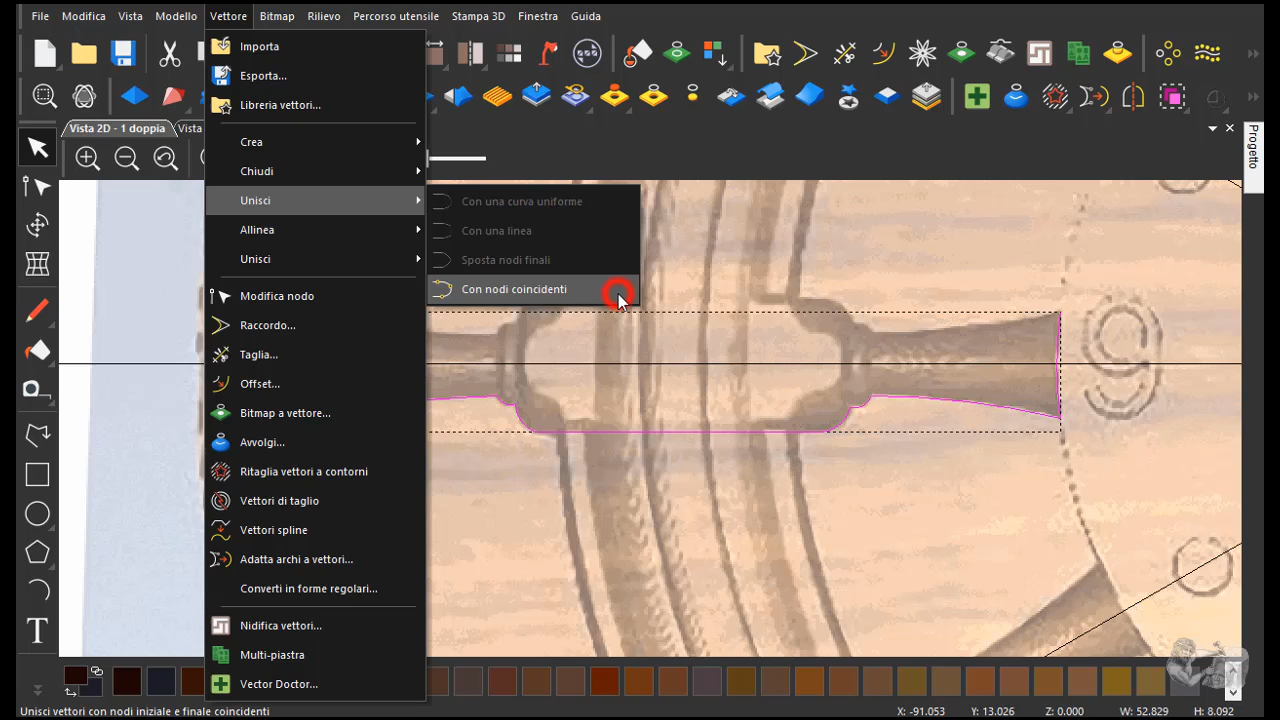 File Modifica Vista Modello Vettore Bitmap Rilievo Percorso utensile Stampa 3D Finestra Guida
Importa
Esporta...
Libreria vettori...
Crea
Chiudi
Unisci
Allinea
Unisci
Modifica nodo
Raccordo...
Taglia...
Offset...
Bitmap a vettore...
Avvolgi...
Ritaglia vettori a contorni
Vettori di taglio
Vettori spline
Adatta archi a vettori...
Converti in forme regolari...
Nidifica vettori...
Multi-piastra
Vector Doctor...
Con una curva uniforme
Con una linea
Sposta nodi finali
Con nodi coincidenti
Vista 2D - 1 doppia
Vista
Progetto
Unisci vettori con nodi iniziale e finale coincidenti
X: -91.053 Y: 13.026 Z: 0.000 W: 52.829 H: 8.092